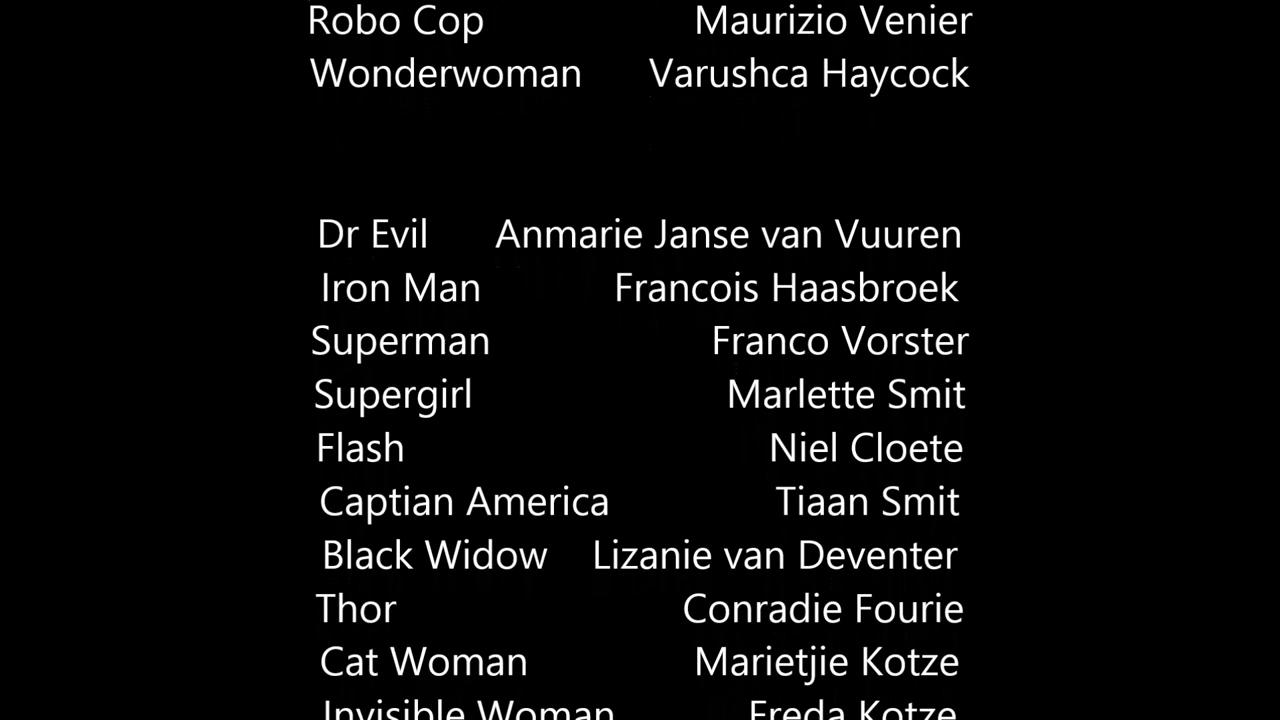 Robo Cop Maurizio Venier
Wonderwoman Varushca Haycock
Dr Evil Anmarie Janse van Vuuren
Iron Man Francois Haasbroek
Superman Franco Vorster
Supergirl Marlette Smit
Flash Niel Cloete
Captian America Tiaan Smit
Black Widow Lizanie van Deventer
Thor Conradie Fourie
Cat Woman Marietjie Kotze
Invisible Woman Freda Kotze